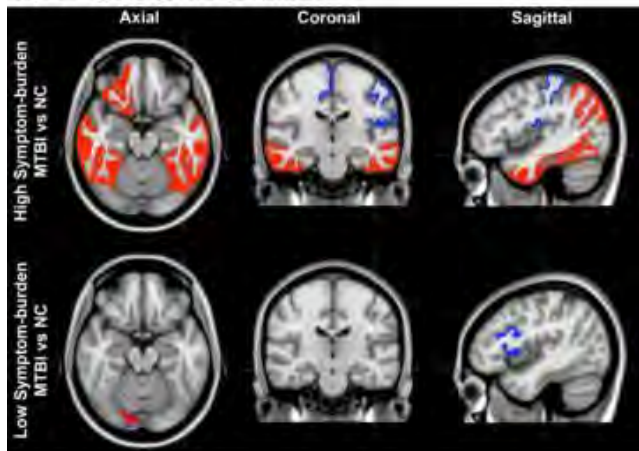 Axial
Coronal
Sagittal
High Symptom-burden
MTBI vs NC
Low Symptom-burden
MTBI vs NC